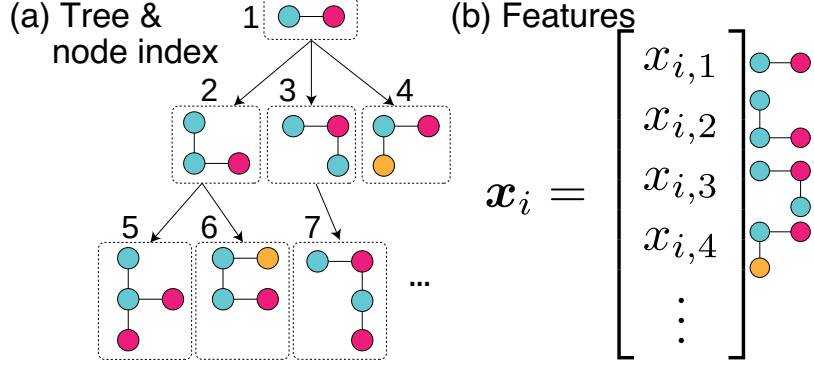 (a) Tree &
node index
1
2
3
4
5
6
7
...
(b) Features
x_i =
x_{i,1}
x_{i,2}
x_{i,3}
x_{i,4}
⋮